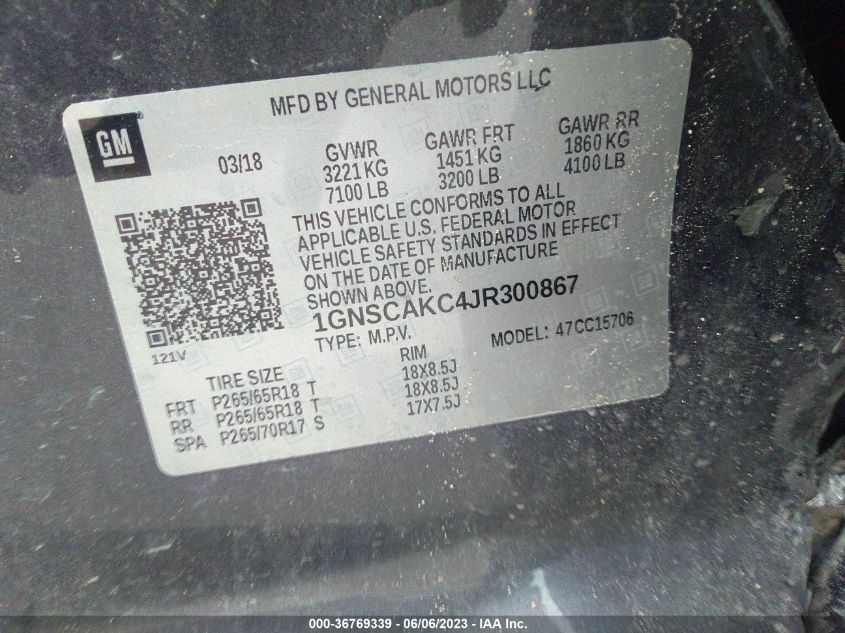 MFD BY GENERAL MOTORS LLC
GM
03/18
GVWR
3221 KG
7100 LB
GAWR FRT
1451 KG
3200 LB
GAWR RR
1860 KG
4100 LB
THIS VEHICLE CONFORMS TO ALL
APPLICABLE U.S. FEDERAL MOTOR
VEHICLE SAFETY STANDARDS IN EFFECT
ON THE DATE OF MANUFACTURE
SHOWN ABOVE.
1GNSCAKC4JR300867
TYPE: M.P.V.
MODEL: 47CC15706
121V
TIRE SIZE RIM
FRT P265/65R18 T 18X8.5J
RR P265/65R18 T 18X8.5J
SPA P265/70R17 S 17X7.5J
000-36769339 - 06/06/2023 - IAA Inc.